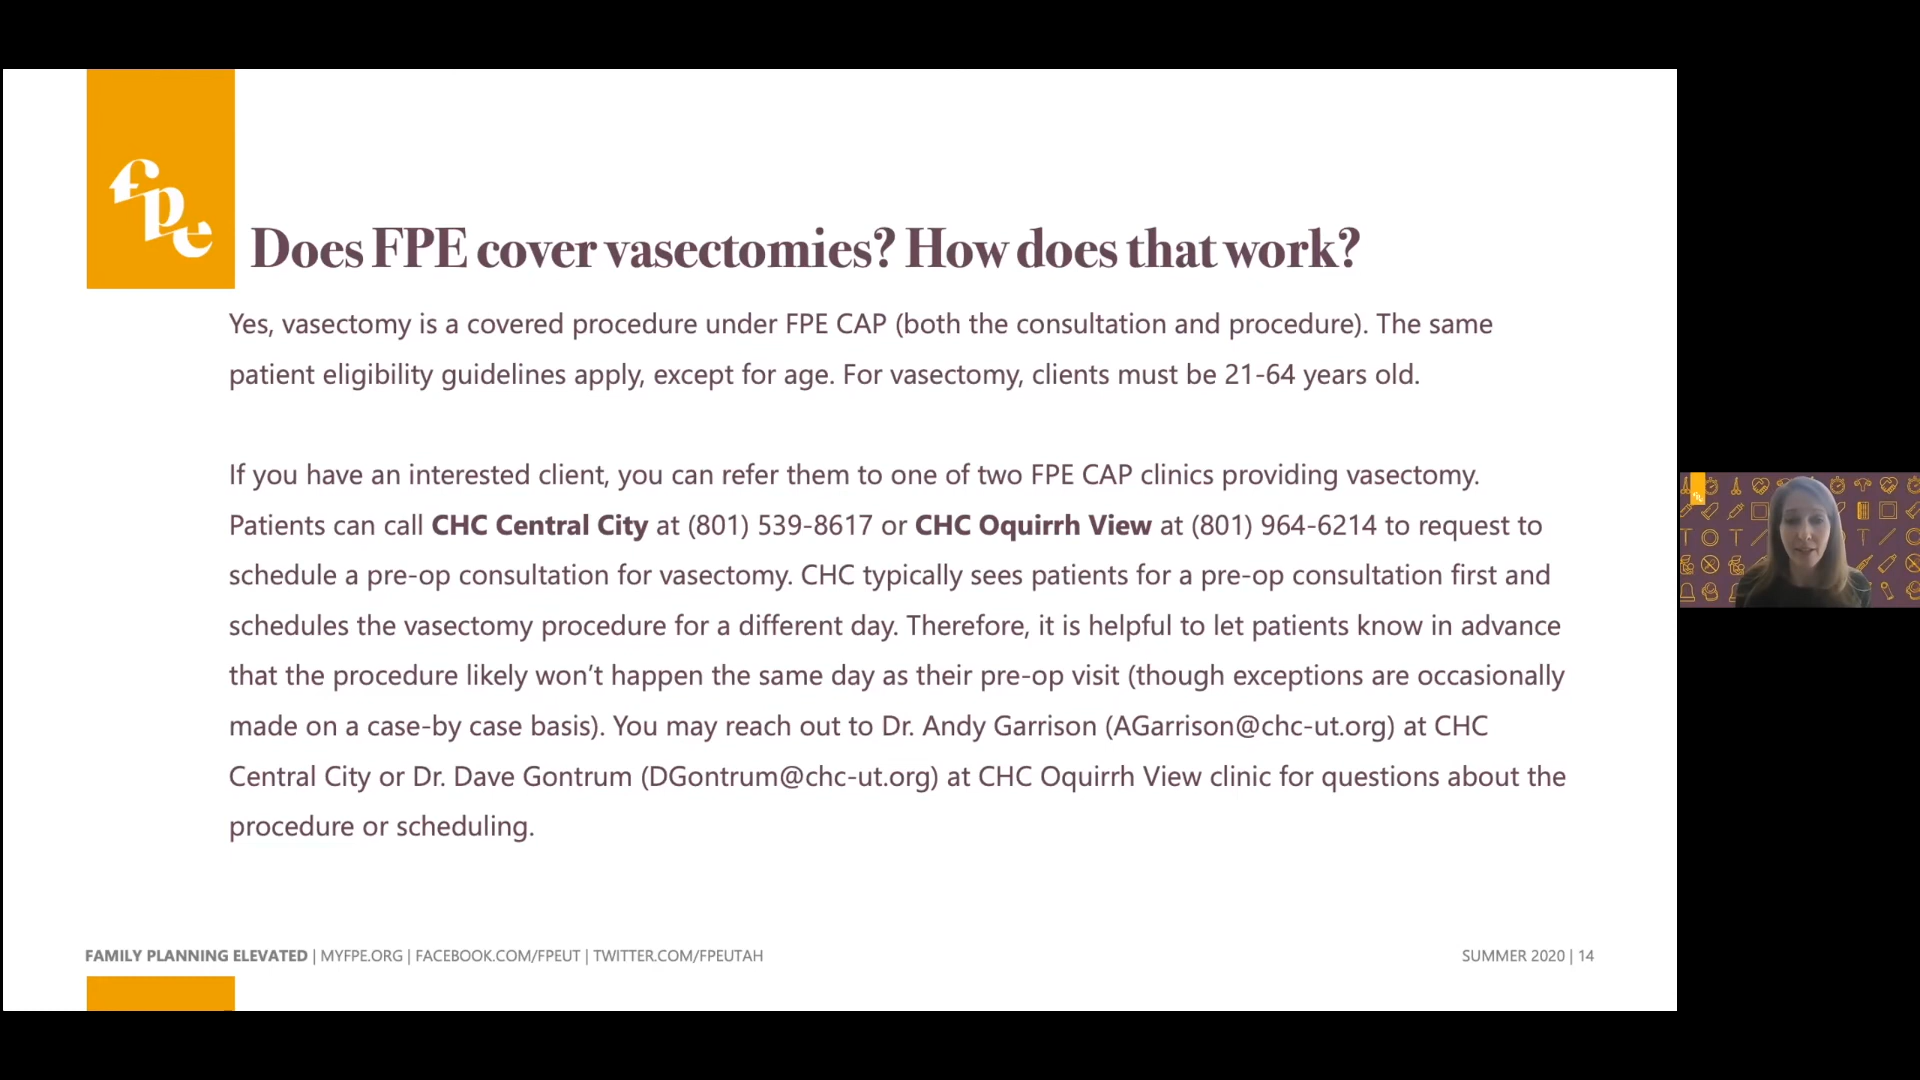 fpe
Does FPE cover vasectomies? How does that work?
Yes, vasectomy is a covered procedure under FPE CAP (both the consultation and procedure). The same
patient eligibility guidelines apply, except for age. For vasectomy, clients must be 21-64 years old.
If you have an interested client, you can refer them to one of two FPE CAP clinics providing vasectomy.
Patients can call CHC Central City at (801) 539-8617 or CHC Oquirrh View at (801) 964-6214 to request to
schedule a pre-op consultation for vasectomy. CHC typically sees patients for a pre-op consultation first and
schedules the vasectomy procedure for a different day. Therefore, it is helpful to let patients know in advance
that the procedure likely won’t happen the same day as their pre-op visit (though exceptions are occasionally
made on a case-by case basis). You may reach out to Dr. Andy Garrison (AGarrison@chc-ut.org) at CHC
Central City or Dr. Dave Gontrum (DGontrum@chc-ut.org) at CHC Oquirrh View clinic for questions about the
procedure or scheduling.
FAMILY PLANNING ELEVATED | MYFPE.ORG | FACEBOOK.COM/FPEUT | TWITTER.COM/FPEUTAH
SUMMER 2020 | 14